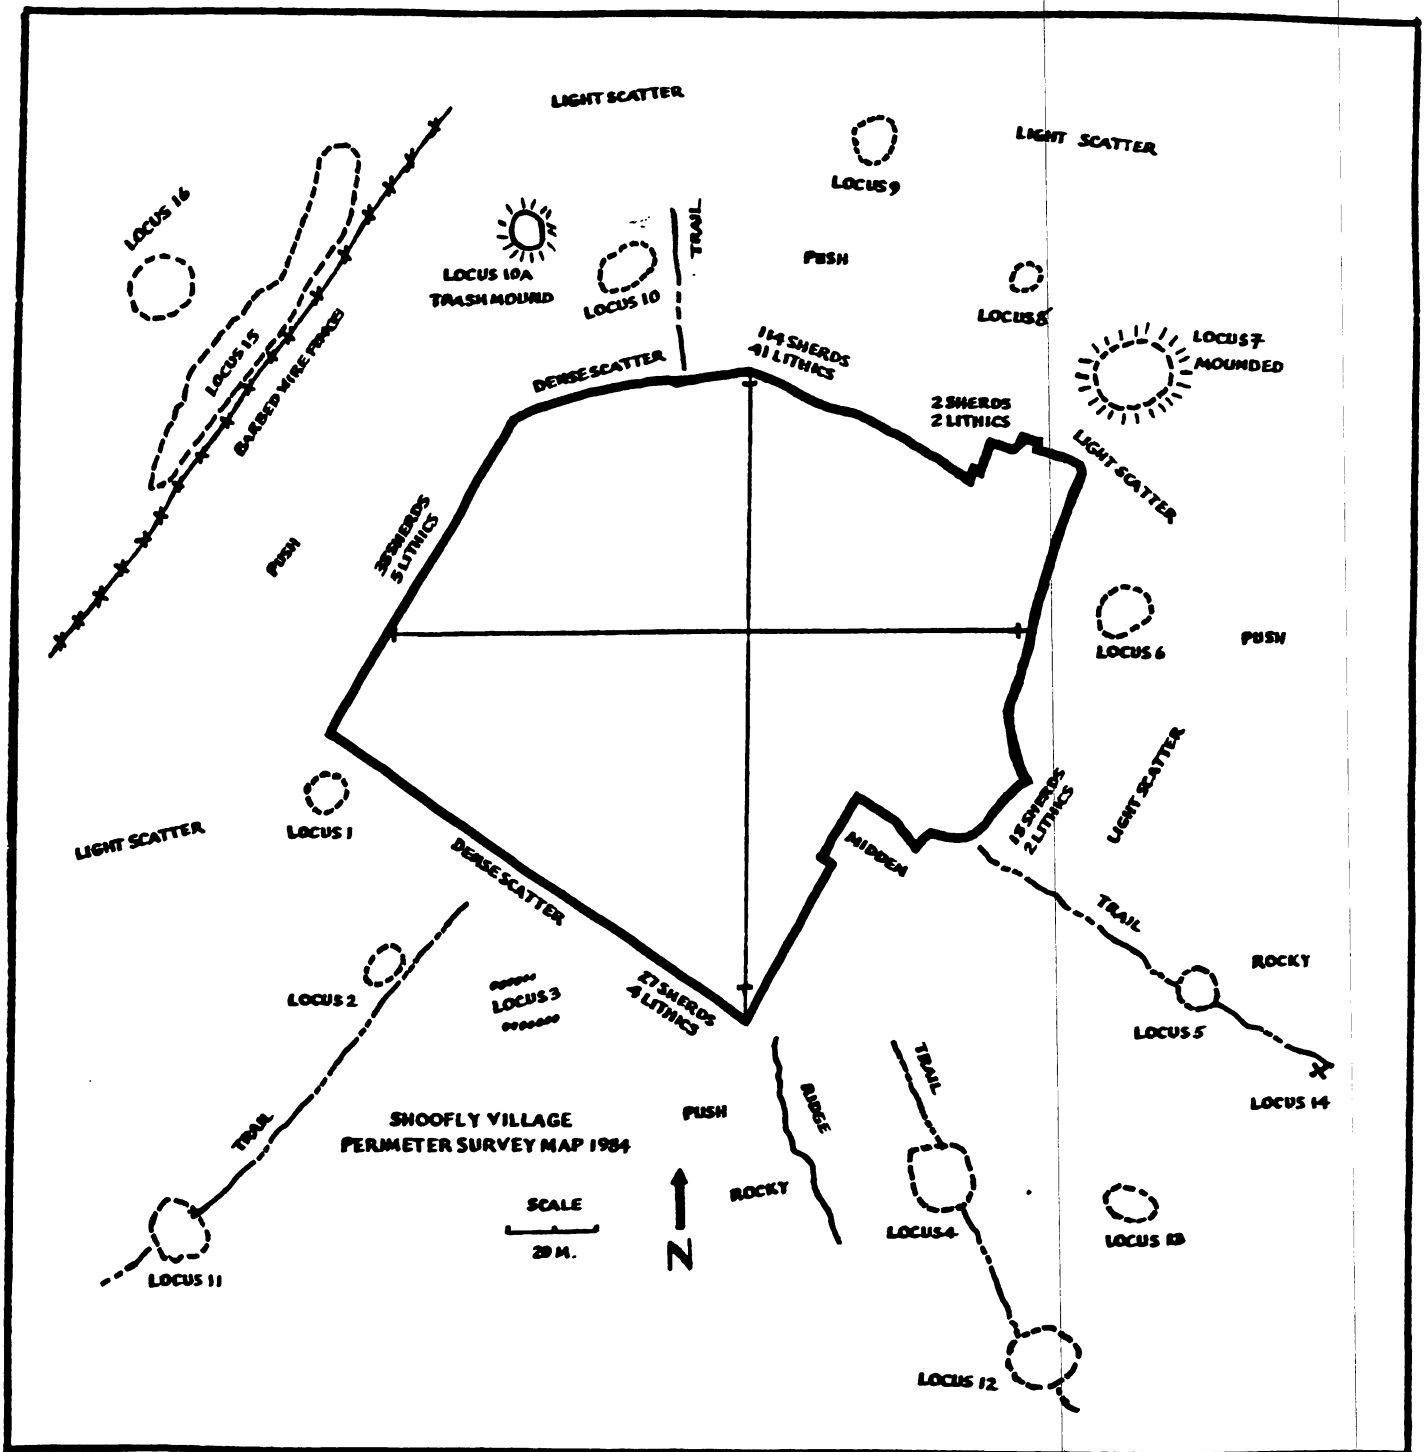 LIGHT SCATTER
LIGHT SCATTER
LOCUS 9
LOCUS 16
TRAIL
PUSH
LOCUS 10A
TRASH MOUND
LOCUS 10
LOCUS 8
LOCUS 7
MOUNDED
LOCUS 15
BARBED WIRE FENCE
114 SHERDS
41 LITHICS
DENSE SCATTER
2 SHERDS
2 LITHICS
LIGHT SCATTER
38 SHERDS
5 LITHICS
PUSH
LOCUS 6
PUSH
LIGHT SCATTER
18 SHERDS
2 LITHICS
LOCUS 1
LIGHT SCATTER
DENSE SCATTER
MIDDEN
TRAIL
ROCKY
LOCUS 2
LOCUS 3
27 SHERDS
4 LITHICS
LOCUS 5
LOCUS 14
TRAIL
RIDGE
TRAIL
SHOOFLY VILLAGE
PERIMETER SURVEY MAP 1984
PUSH
ROCKY
SCALE
20 M.
N
LOCUS 4
LOCUS 13
LOCUS 11
LOCUS 12